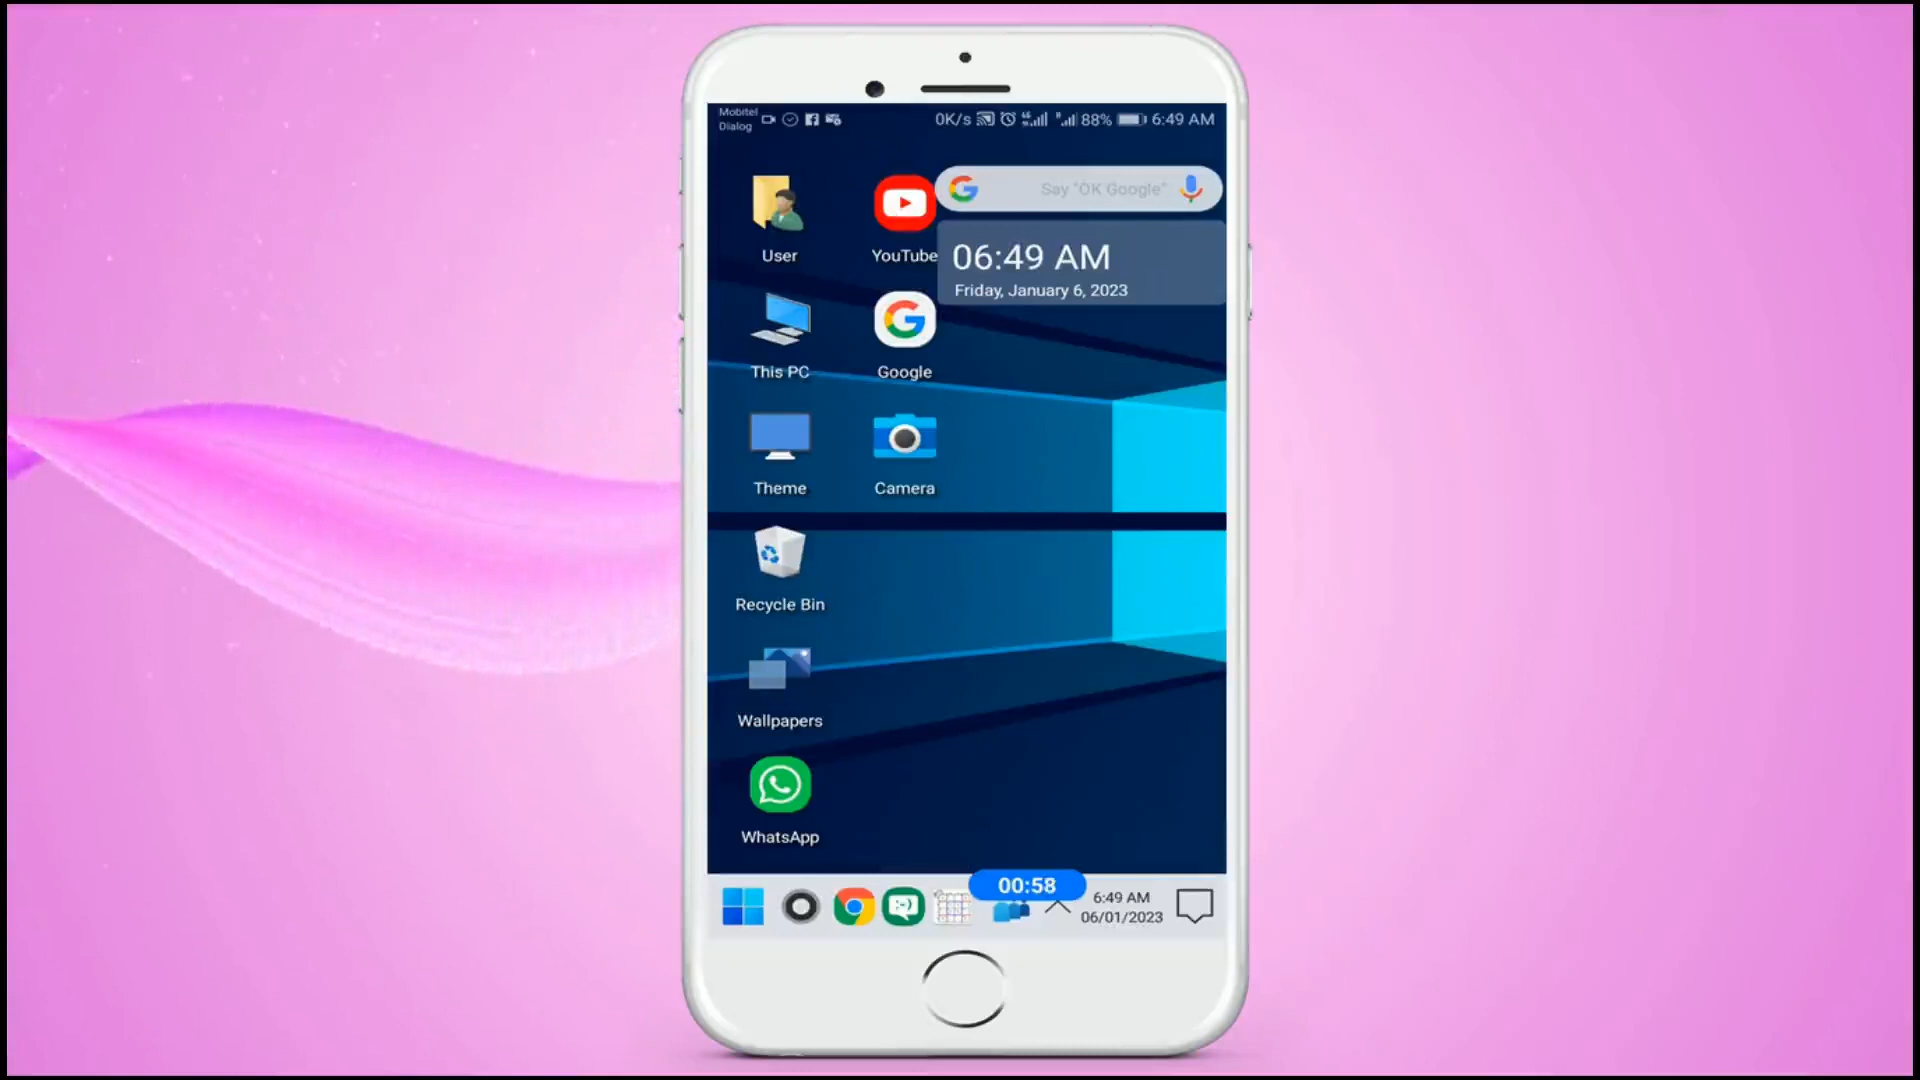 Mobitel
Dialog
0K/s
88%
6:49 AM
Say "OK Google"
06:49 AM
Friday, January 6, 2023
User
YouTube
This PC
Google
Theme
Camera
Recycle Bin
Wallpapers
WhatsApp
00:58
6:49 AM
06/01/2023